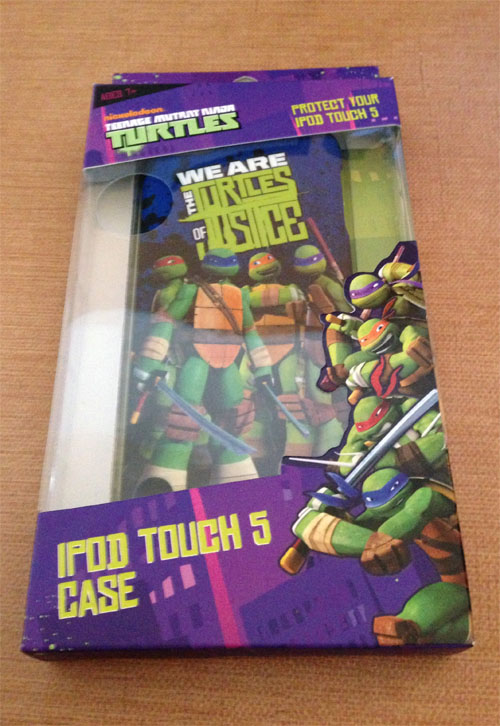 AGES 7+
nickelodeon
TEENAGE MUTANT NINJA
TURTLES
PROTECT YOUR
IPOD TOUCH 5
WE ARE
THE TURTLES
OF JUSTICE
IPOD TOUCH 5
CASE